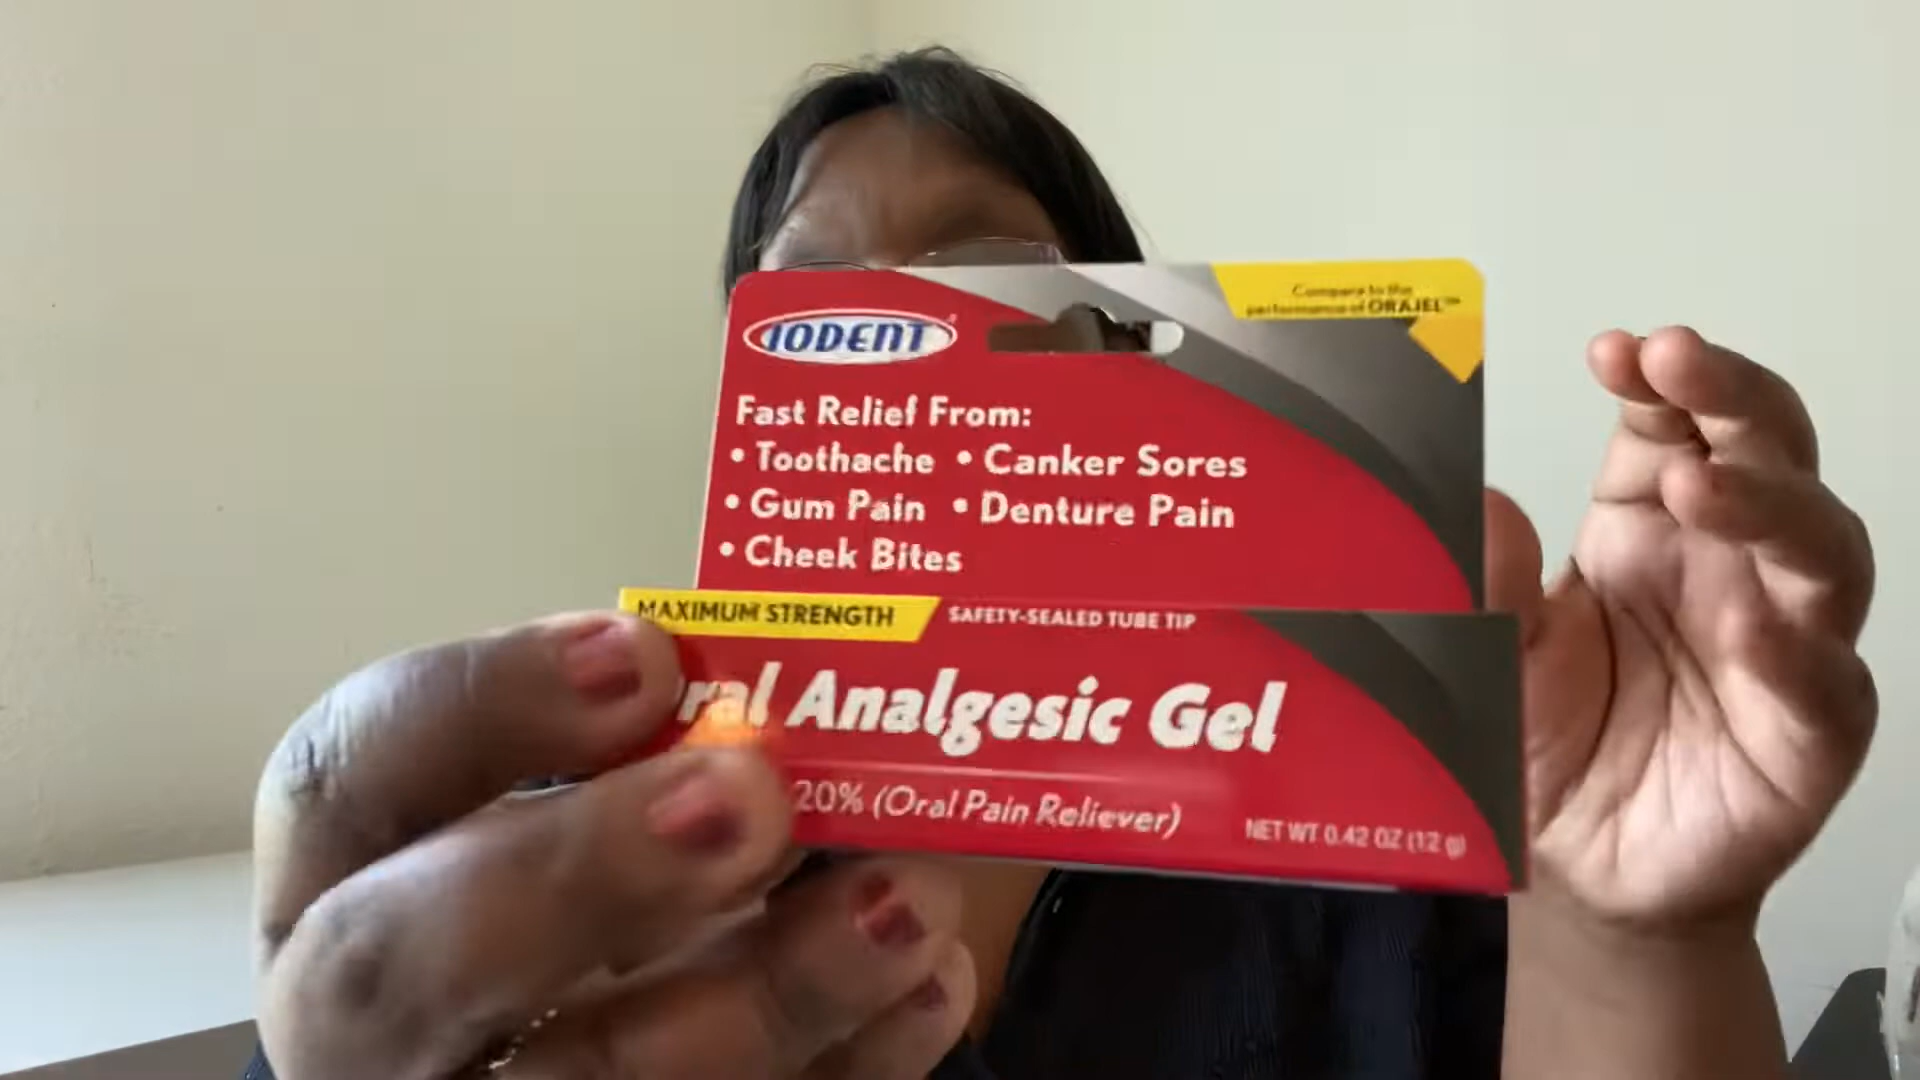 Compare to the
performance of ORAJEL™
IODENT®
Fast Relief From:
• Toothache • Canker Sores
• Gum Pain • Denture Pain
• Cheek Bites
MAXIMUM STRENGTH SAFETY-SEALED TUBE TIP
ral Analgesic Gel
20% (Oral Pain Reliever)
NET WT 0.42 OZ (12 g)